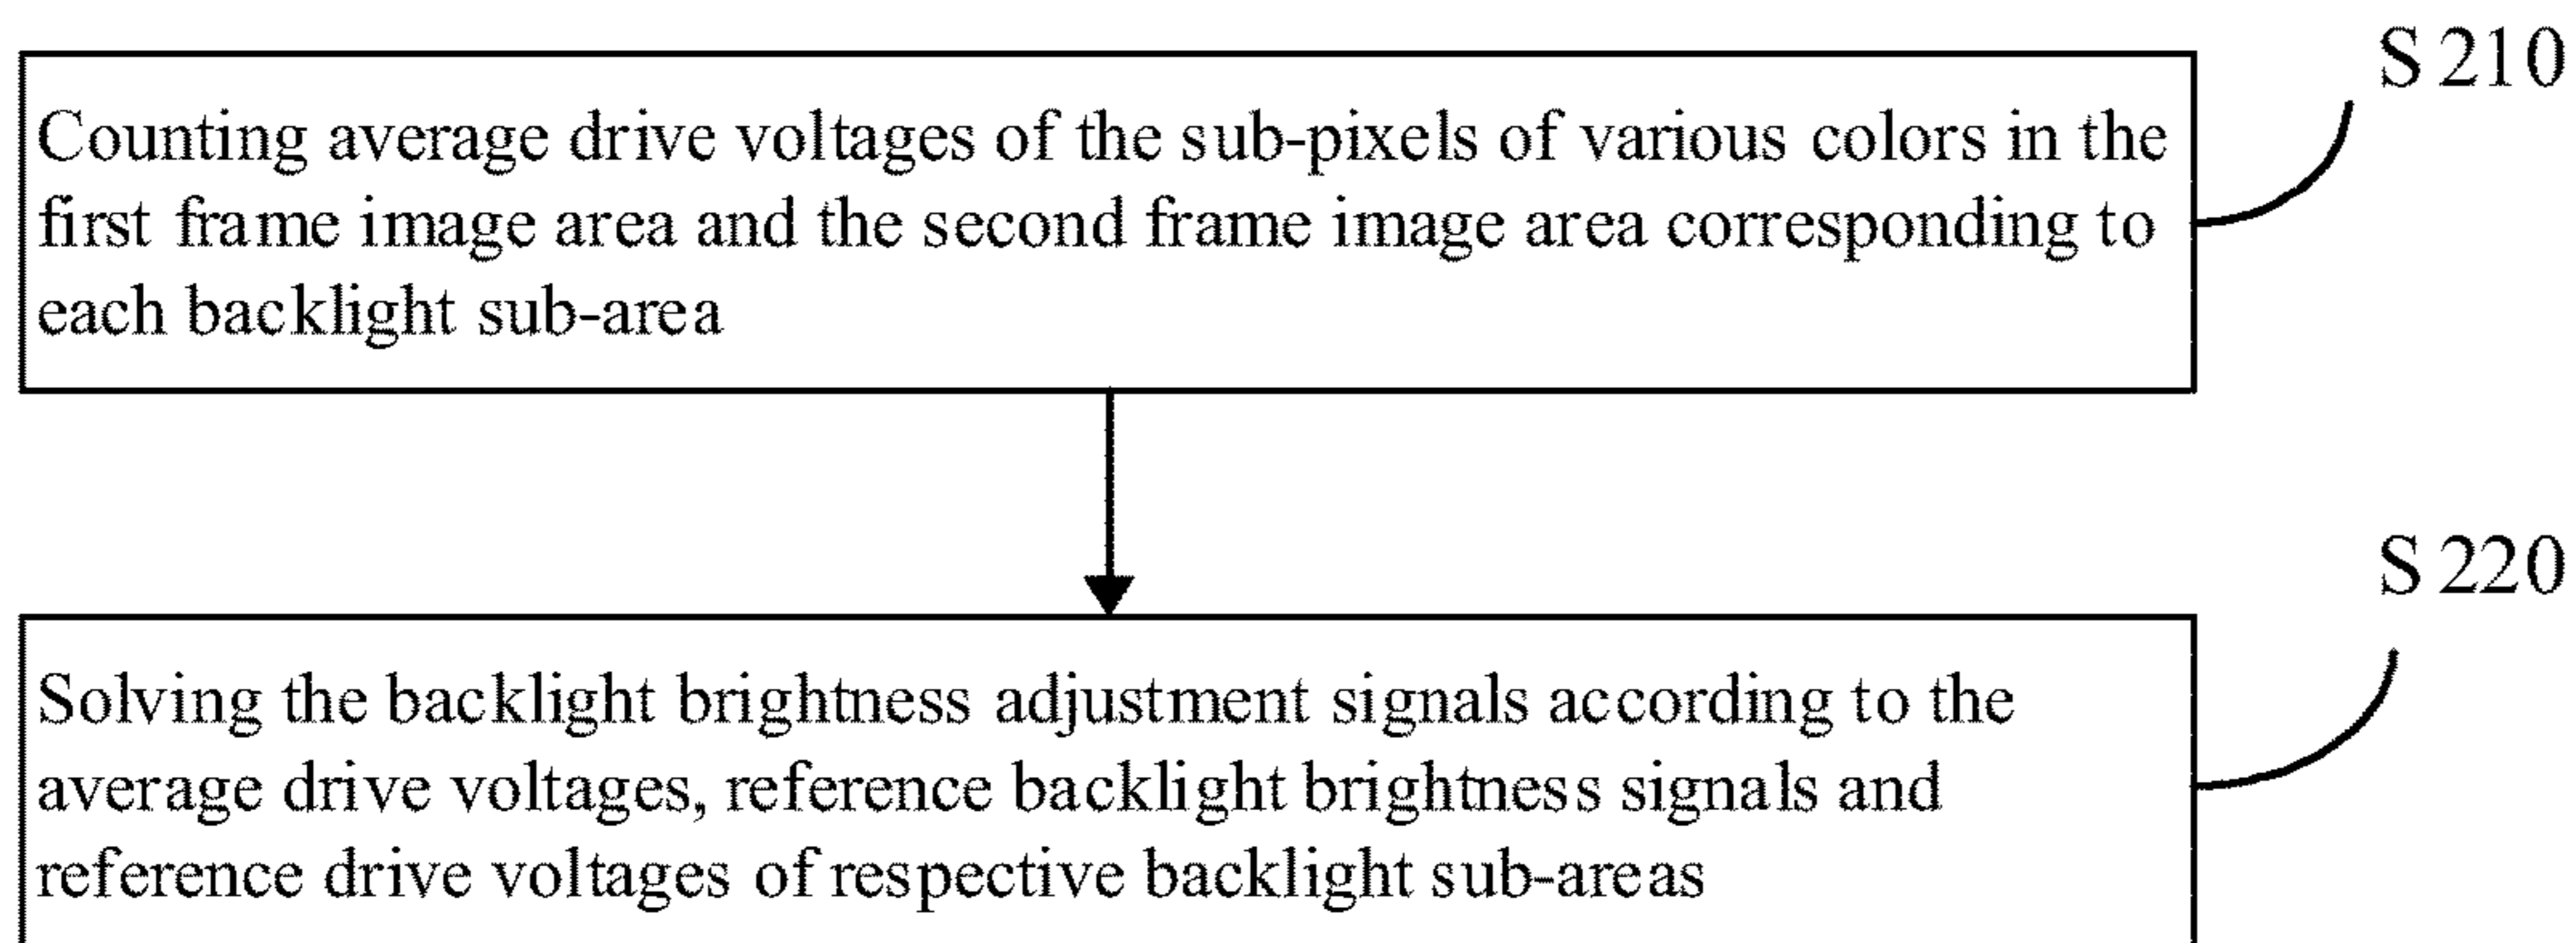 S 210
Counting average drive voltages of the sub-pixels of various colors in the
first frame image area and the second frame image area corresponding to
each backlight sub-area
S 220
Solving the backlight brightness adjustment signals according to the
average drive voltages, reference backlight brightness signals and
reference drive voltages of respective backlight sub-areas